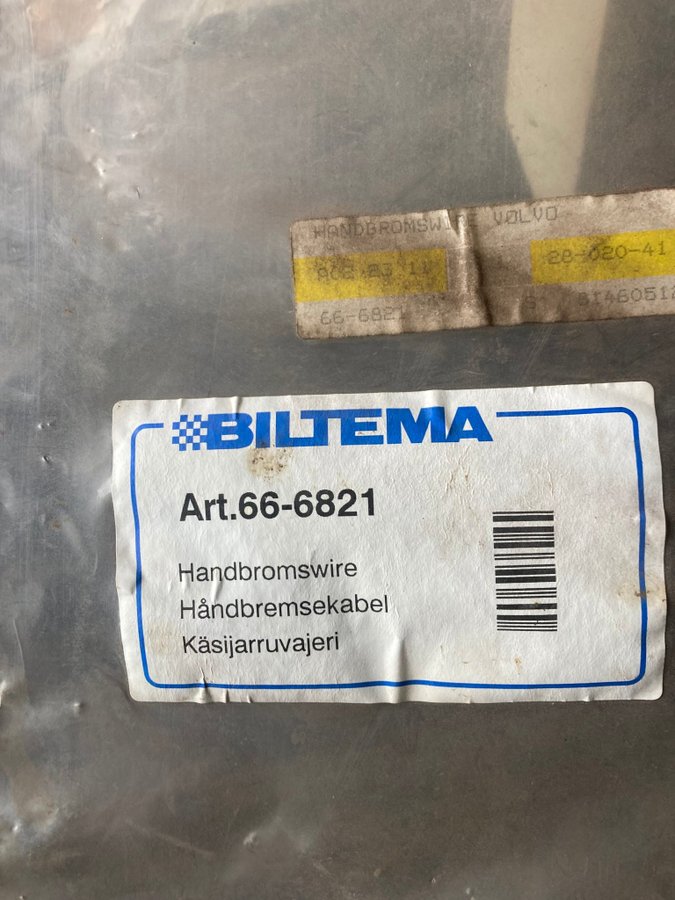 HANDBROMSWIRE VOLVO
28-020-41
66-6821 S
BILTEMA
Art.66-6821
Handbromswire
Håndbremsekabel
Käsijarruvajeri